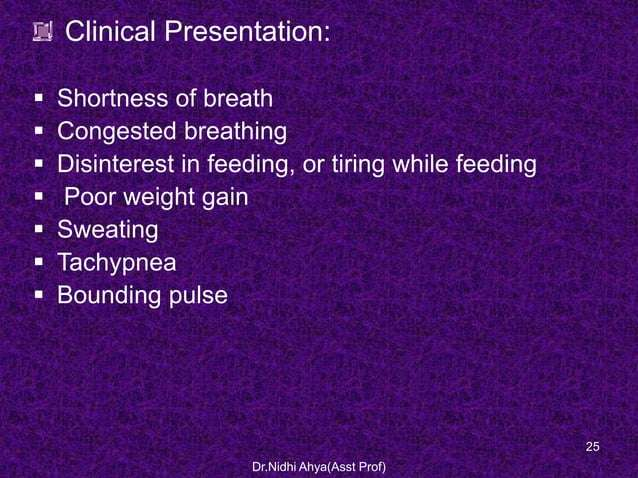 Clinical Presentation:
▪ Shortness of breath
▪ Congested breathing
▪ Disinterest in feeding, or tiring while feeding
▪ Poor weight gain
▪ Sweating
▪ Tachypnea
▪ Bounding pulse
25
Dr.Nidhi Ahya(Asst Prof)